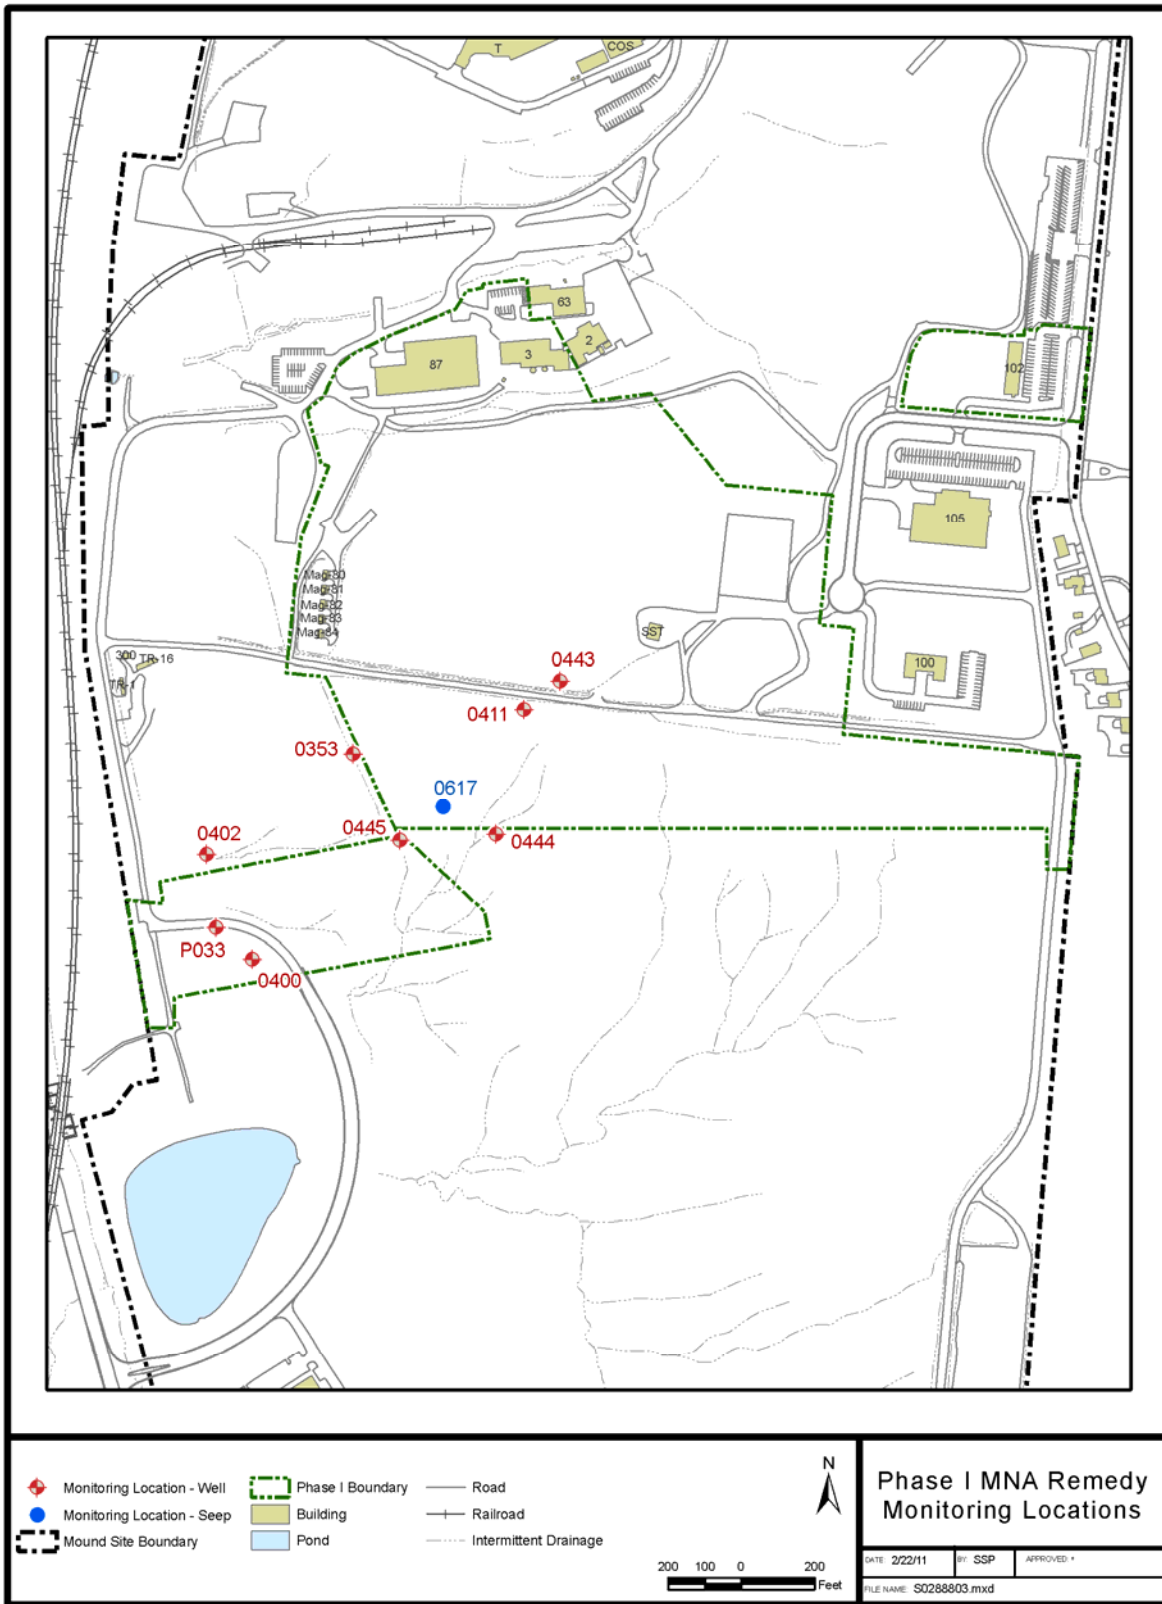 T
COS
63
2
3
87
102
105
Mag-80
Mag-81
Mag-82
Mag-83
Mag-84
SST
300
TR-16
TR-1
100
0443
0411
0353
0617
0445
0444
0402
P033
0400
Monitoring Location - Well
Monitoring Location - Seep
Mound Site Boundary
Phase I Boundary
Building
Pond
Road
Railroad
Intermittent Drainage
N
200 100 0 200
Feet
Phase I MNA Remedy
Monitoring Locations
DATE: 2/22/11 BY: SSP APPROVED: *
FILE NAME: S0288803.mxd